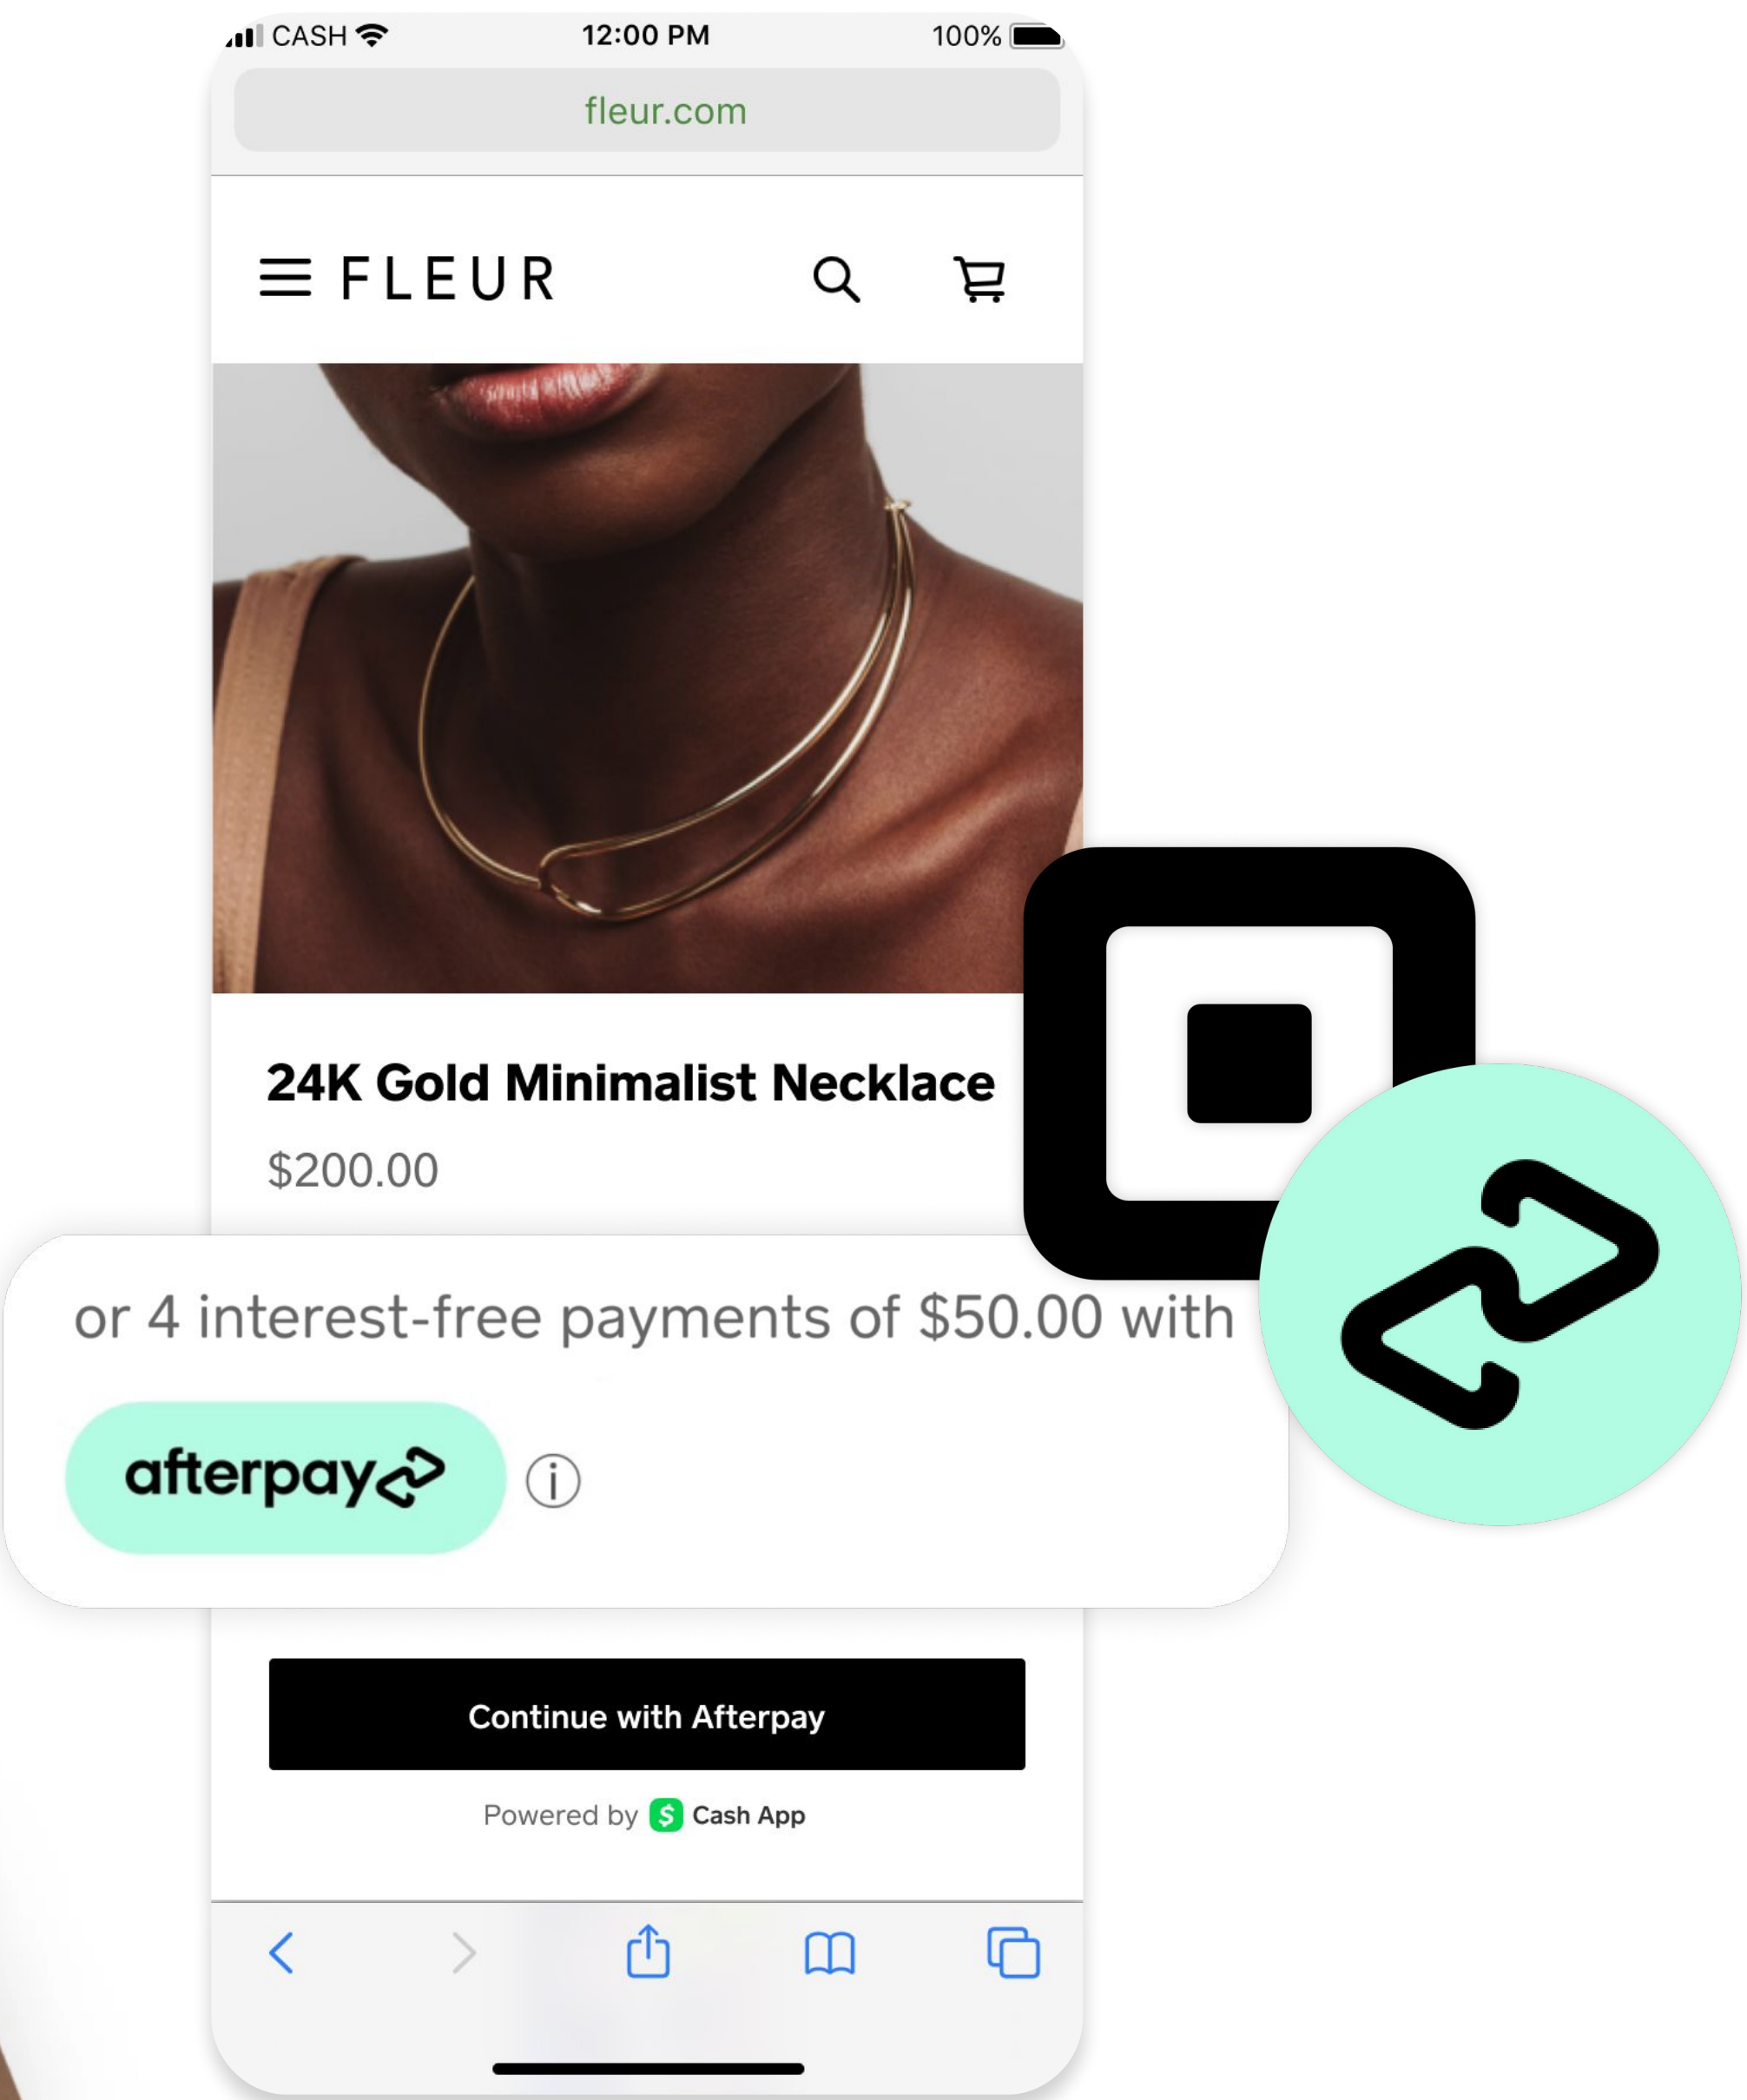 CASH 12:00 PM 100%
fleur.com
FLEUR
24K Gold Minimalist Necklace
$200.00
or 4 interest-free payments of $50.00 with
afterpay
Continue with Afterpay
Powered by $ Cash App